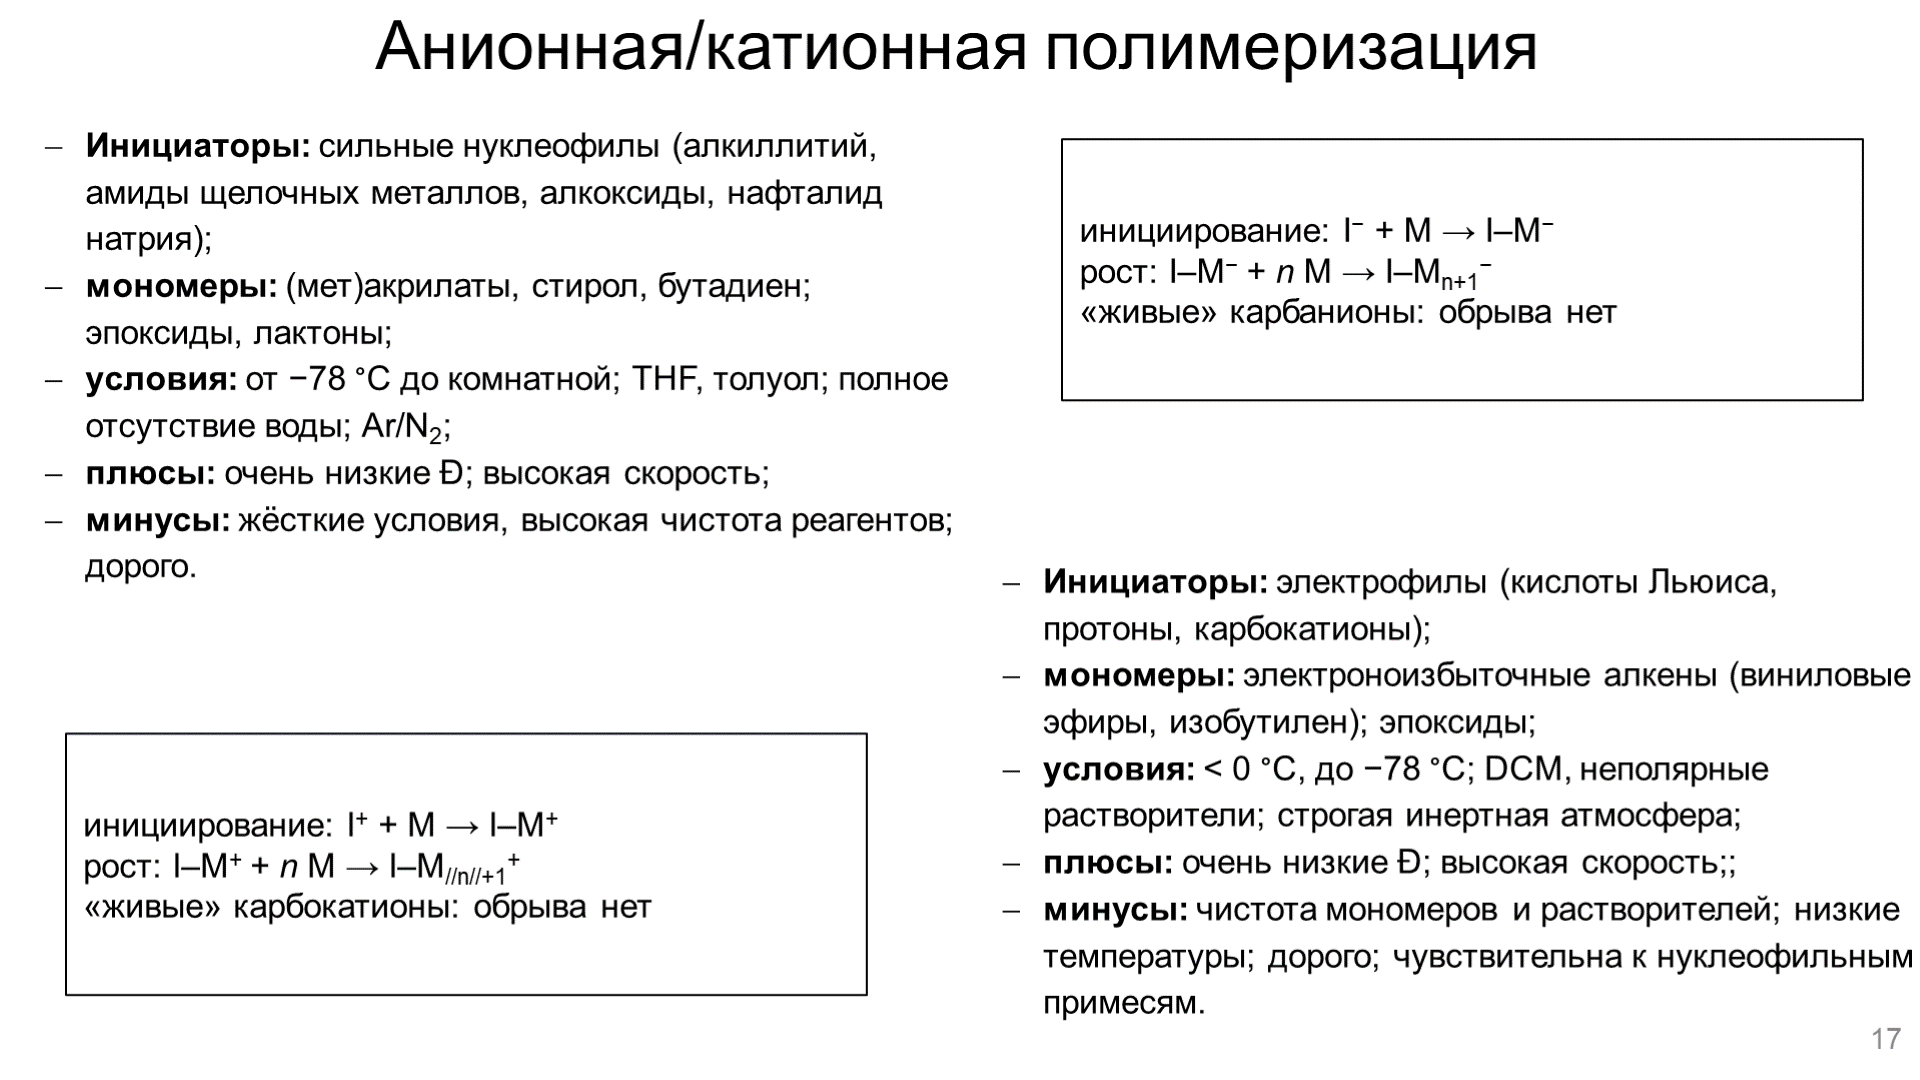 Анионная/катионная полимеризация
– Инициаторы: сильные нуклеофилы (алкиллитий,
амиды щелочных металлов, алкоксиды, нафталид
натрия);
– мономеры: (мет)акрилаты, стирол, бутадиен;
эпоксиды, лактоны;
– условия: от −78 °C до комнатной; THF, толуол; полное
отсутствие воды; Ar/N₂;
– плюсы: очень низкие Đ; высокая скорость;
– минусы: жёсткие условия, высокая чистота реагентов;
дорого.
инициирование: I⁻ + M → I–M⁻
рост: I–M⁻ + n M → I–Mₙ₊₁⁻
«живые» карбанионы: обрыва нет
инициирование: I⁺ + M → I–M⁺
рост: I–M⁺ + n M → I–M//n//+1⁺
«живые» карбокатионы: обрыва нет
– Инициаторы: электрофилы (кислоты Льюиса,
протоны, карбокатионы);
– мономеры: электроноизбыточные алкены (виниловые
эфиры, изобутилен); эпоксиды;
– условия: < 0 °C, до −78 °C; DCM, неполярные
растворители; строгая инертная атмосфера;
– плюсы: очень низкие Đ; высокая скорость;;
– минусы: чистота мономеров и растворителей; низкие
температуры; дорого; чувствительна к нуклеофильным
примесям.
17